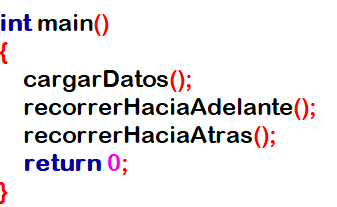 int main()
{
cargarDatos();
recorrerHaciaAdelante();
recorrerHaciaAtras();
return 0;
}